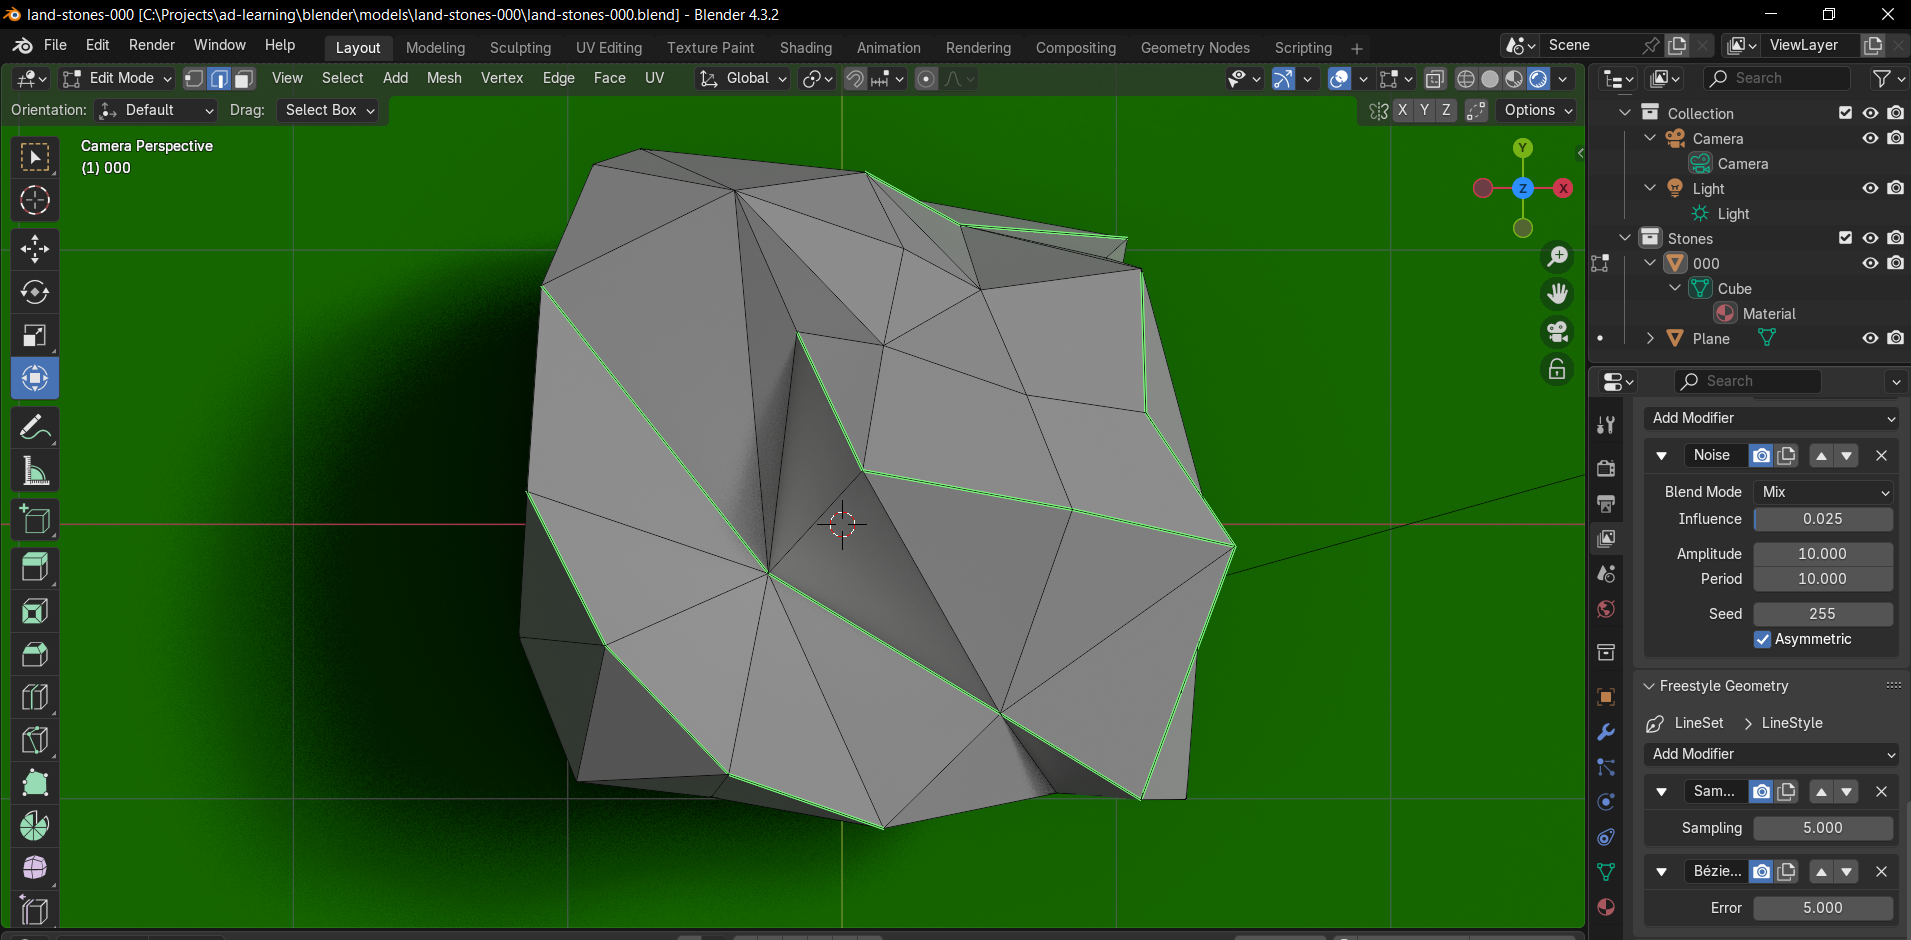 land-stones-000 [C:\Projects\ad-learning\blender\models\land-stones-000\land-stones-000.blend] - Blender 4.3.2
File Edit Render Window Help Layout Modeling Sculpting UV Editing Texture Paint Shading Animation Rendering Compositing Geometry Nodes Scripting + Scene ViewLayer
Edit Mode View Select Add Mesh Vertex Edge Face UV Global Search
Orientation: Default Drag: Select Box X Y Z Options
Camera Perspective
(1) 000
Y
Z X
Collection
Camera
Camera
Light
Light
Stones
000
Cube
Material
Plane
Search
Add Modifier
Noise
Blend Mode Mix
Influence 0.025
Amplitude 10.000
Period 10.000
Seed 255
Asymmetric
Freestyle Geometry
LineSet LineStyle
Add Modifier
Sam...
Sampling 5.000
Bézie...
Error 5.000